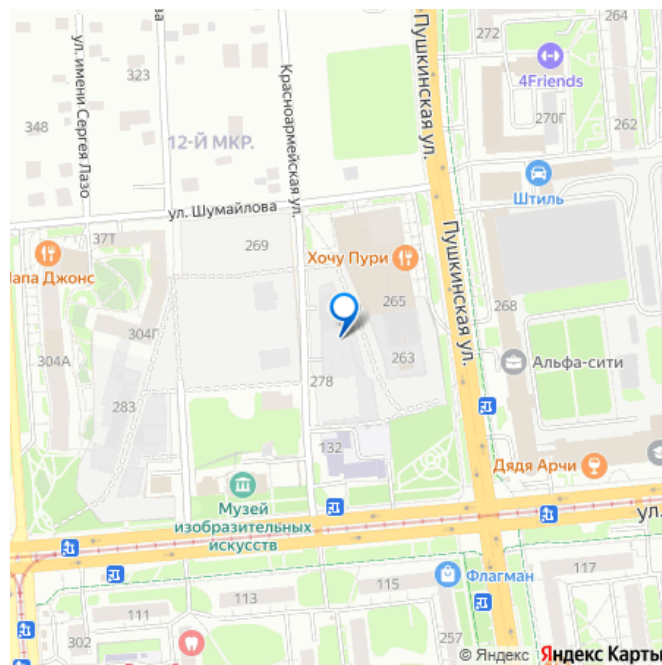 ва
272
264
323
4Friends
270Г
262
348
ул. имени Сергея Лазо
Красноармейская ул.
Пушкинская ул.
12-Й МКР.
Штиль
ул. Шумайлова
37Т
269
Хочу Пури
Пушкинская ул.
Папа Джонс
265
268
304Г
304А
263
Альфа-сити
278
283
132
Дядя Арчи
Музей
изобразительных
искусств
ул.
115
Флагман
117
111
113
302
257
© Яндекс Яндекс Карты